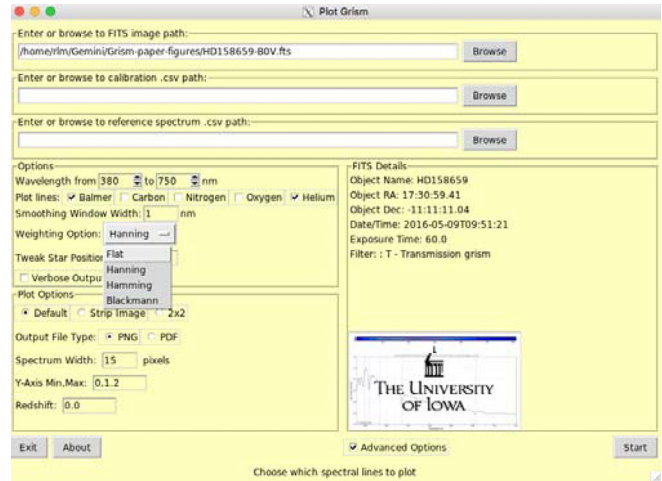 Plot Grism
Enter or browse to FITS image path:
/home/rlm/Gemini/Grism-paper-figures/HD158659-B0V.fts
Browse
Enter or browse to calibration .csv path:
Browse
Enter or browse to reference spectrum .csv path:
Browse
Options
Wavelength from 380 to 750 nm
Plot lines: Balmer Carbon Nitrogen Oxygen Helium
Smoothing Window Width: 1 nm
Weighting Option: Hanning
Flat
Hanning
Hamming
Blackmann
Tweak Star Position
Verbose Outpu
Plot Options
Default Strip Image 2x2
Output File Type: PNG PDF
Spectrum Width: 15 pixels
Y-Axis Min,Max: 0,1.2
Redshift: 0.0
FITS Details
Object Name: HD158659
Object RA: 17:30:59.41
Object Dec: -11:11:11.04
Date/Time: 2016-05-09T09:51:21
Exposure Time: 60.0
Filter: : T - Transmission grism
THE UNIVERSITY
OF IOWA
Exit About
Advanced Options
Start
Choose which spectral lines to plot